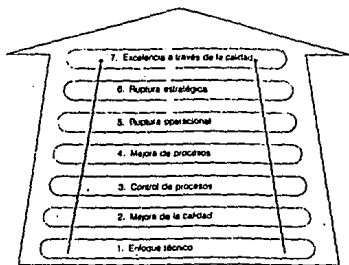 7. Excelencia a través de la calidad
6. Ruptura estratégica
5. Ruptura operacional
4. Mejora de procesos
3. Control de procesos
2. Mejora de la calidad
1. Enfoque técnico